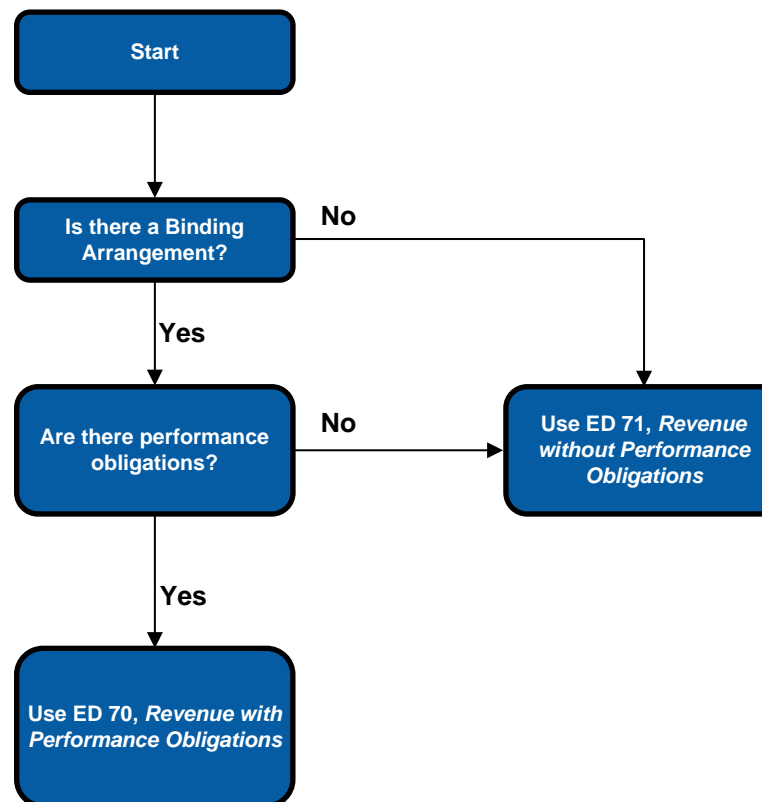 Start
Is there a Binding
Arrangement?
No
Yes
Are there performance
obligations?
No
Use ED 71, Revenue
without Performance
Obligations
Yes
Use ED 70, Revenue with
Performance Obligations